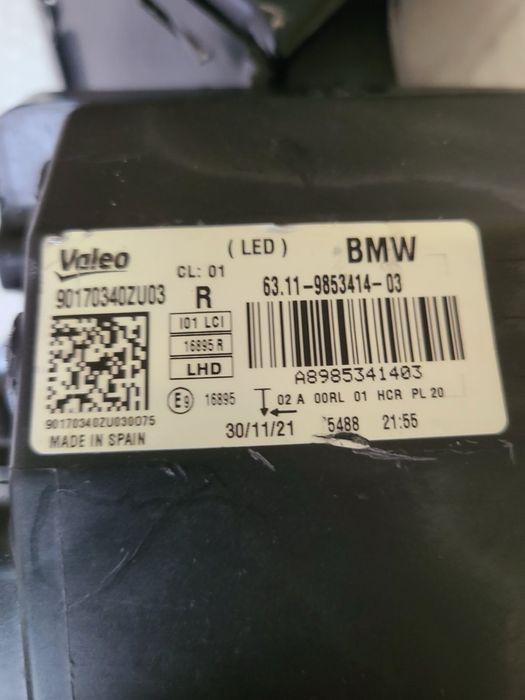 Valeo
(LED)
BMW
CL: 01
90170340ZU03
R
63.11-9853414-03
I01 LCI
16895 R
LHD
A8985341403
E9 16895
02 A 00RL 01 HCR PL 20
90170340ZU030075
MADE IN SPAIN
30/11/21
5488
21:55